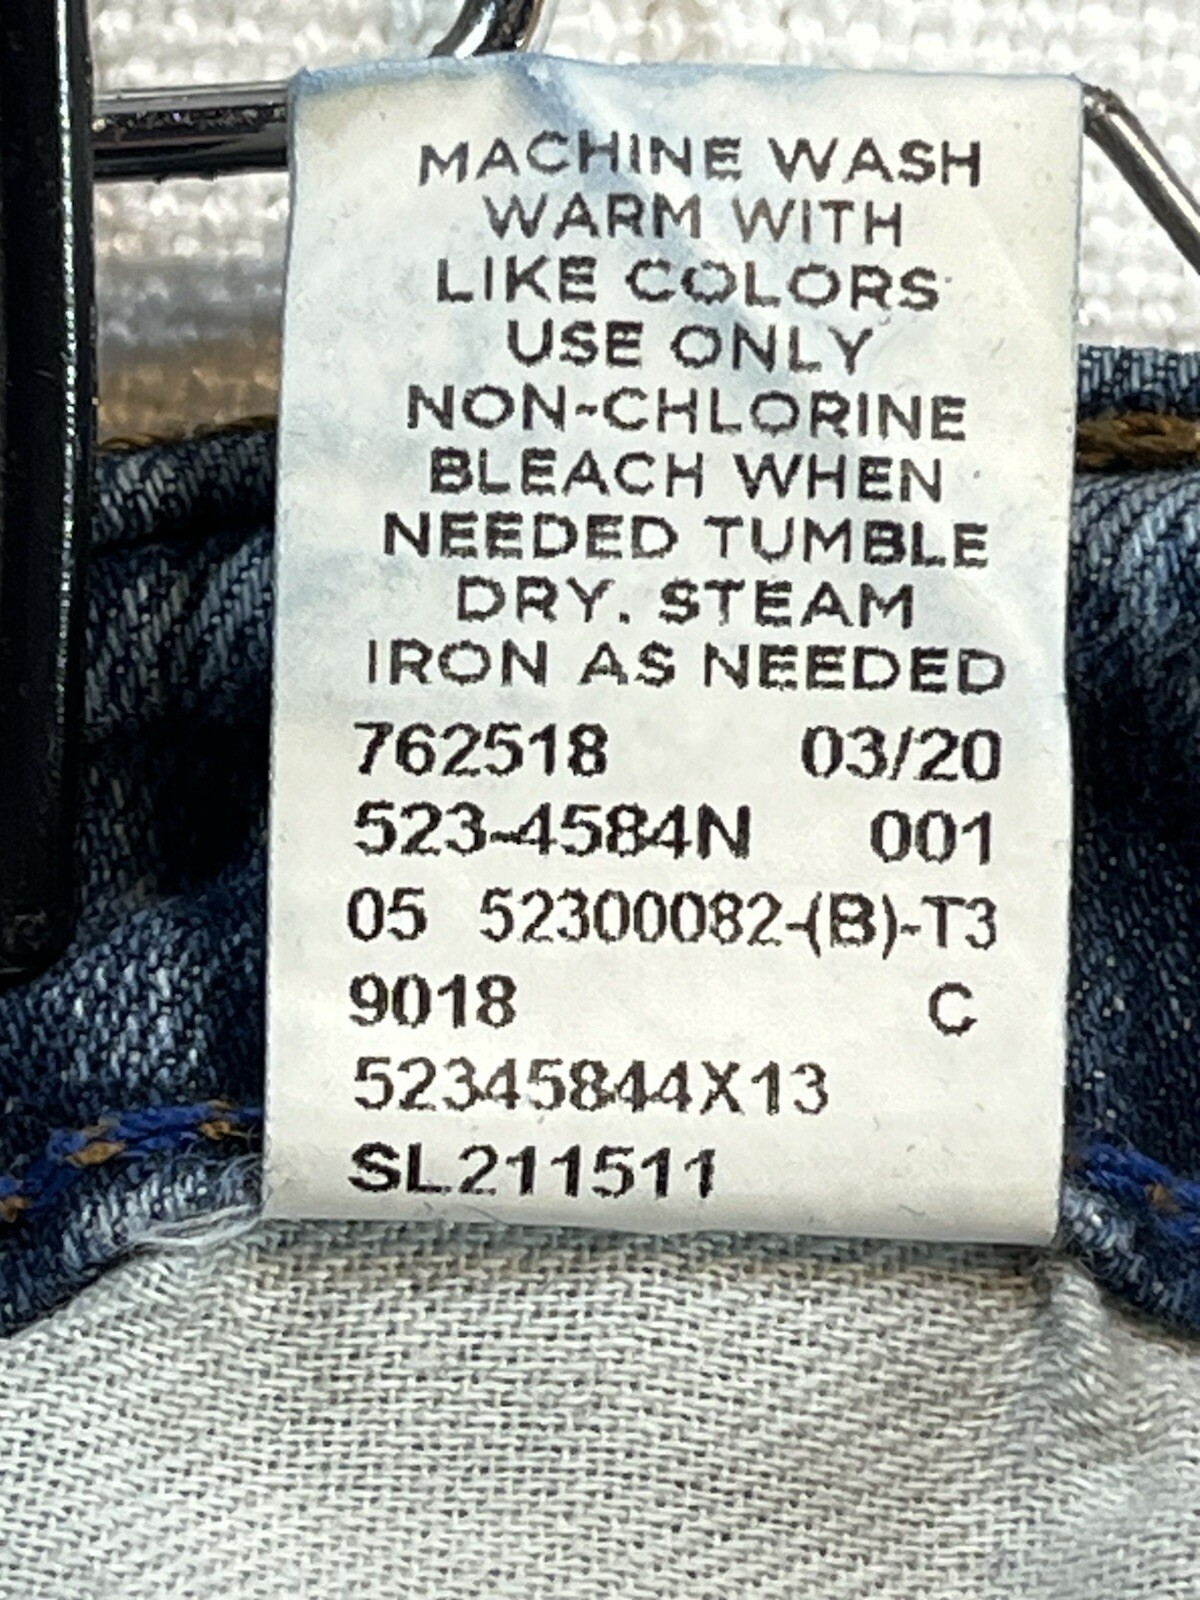 MACHINE WASH
WARM WITH
LIKE COLORS
USE ONLY
NON-CHLORINE
BLEACH WHEN
NEEDED TUMBLE
DRY. STEAM
IRON AS NEEDED
762518 03/20
523-4584N 001
05 52300082-(B)-T3
9018 C
52345844X13
SL211511